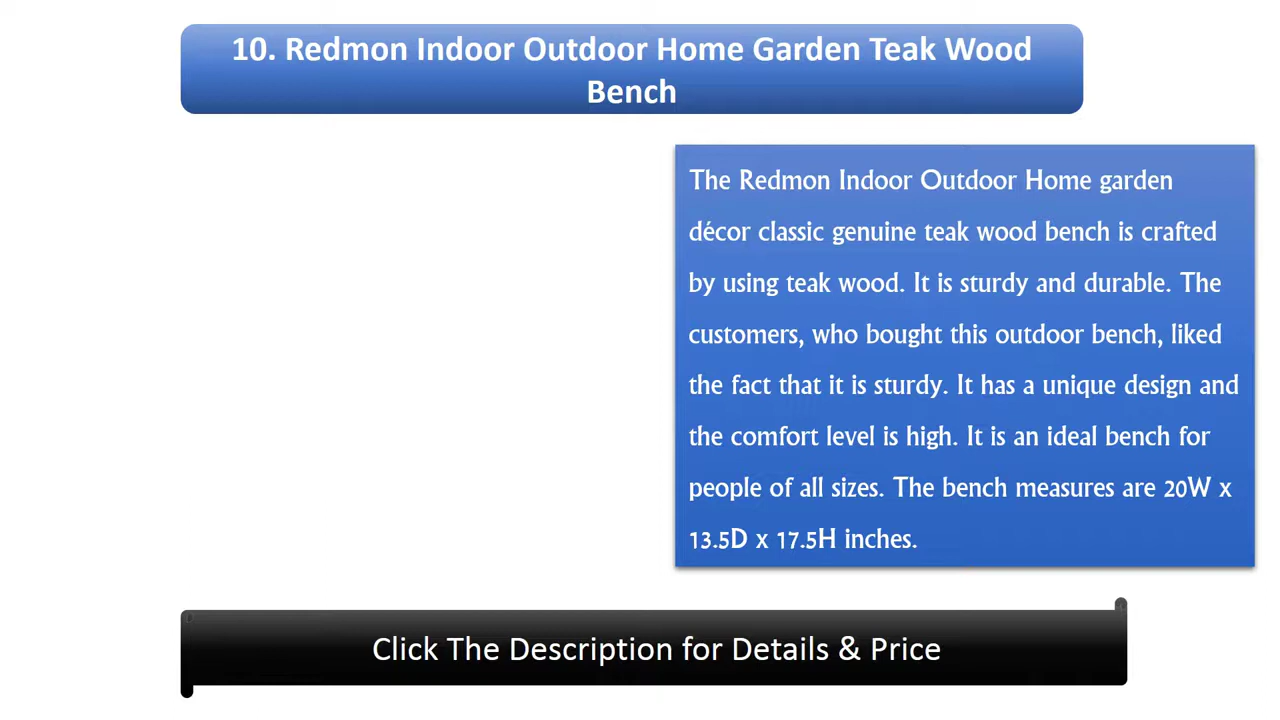 10. Redmon Indoor Outdoor Home Garden Teak Wood
Bench
The Redmon Indoor Outdoor Home garden
décor classic genuine teak wood bench is crafted
by using teak wood. It is sturdy and durable. The
customers, who bought this outdoor bench, liked
the fact that it is sturdy. It has a unique design and
the comfort level is high. It is an ideal bench for
people of all sizes. The bench measures are 20W x
13.5D x 17.5H inches.
Click The Description for Details & Price